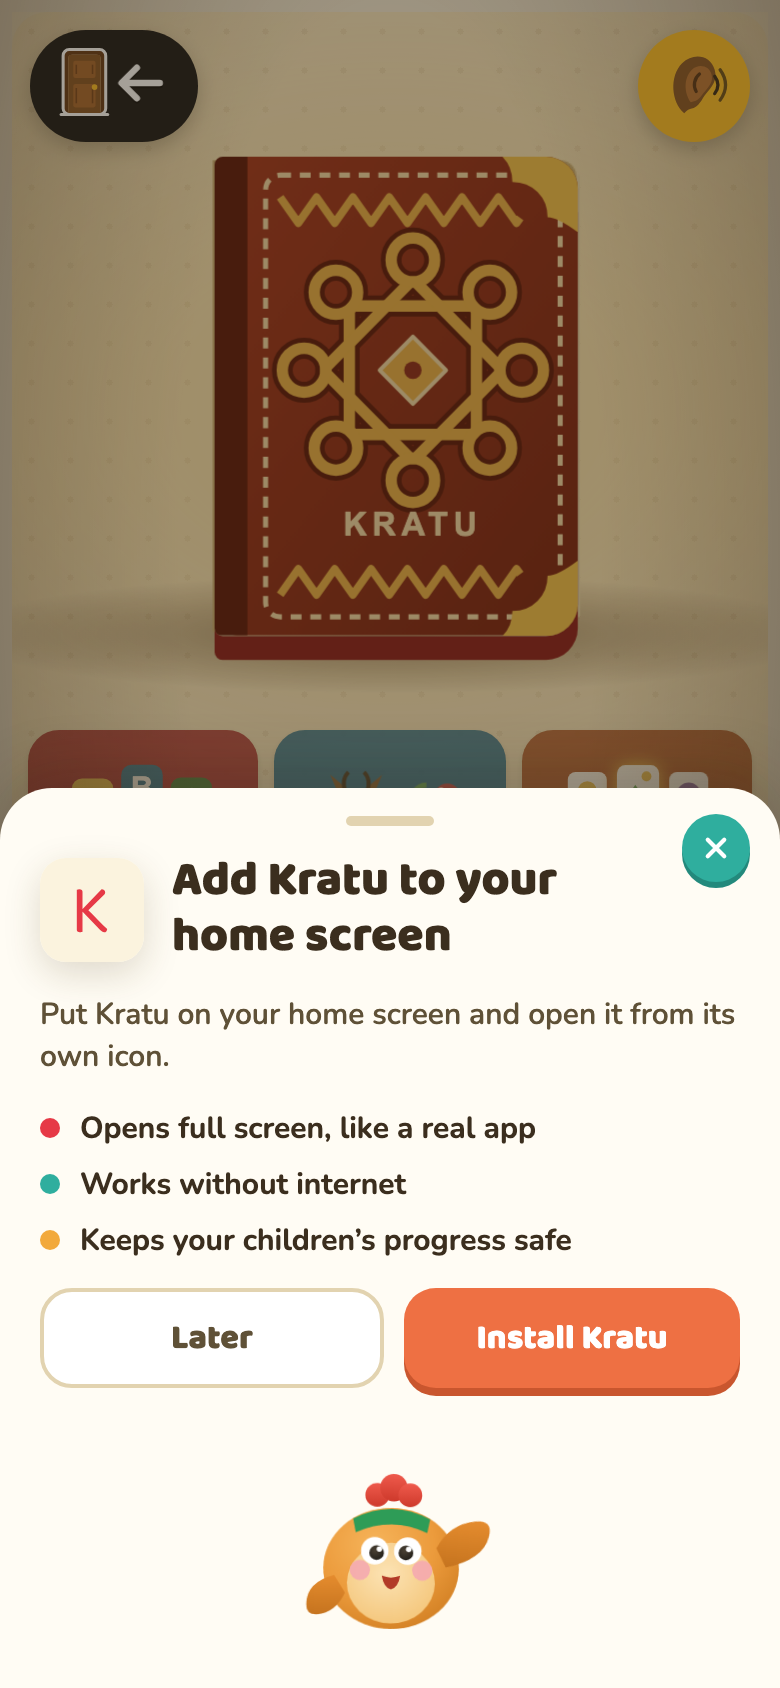 KRATU
B
K
Add Kratu to your
home screen
Put Kratu on your home screen and open it from its
own icon.
Opens full screen, like a real app
Works without internet
Keeps your children’s progress safe
Later
Install Kratu